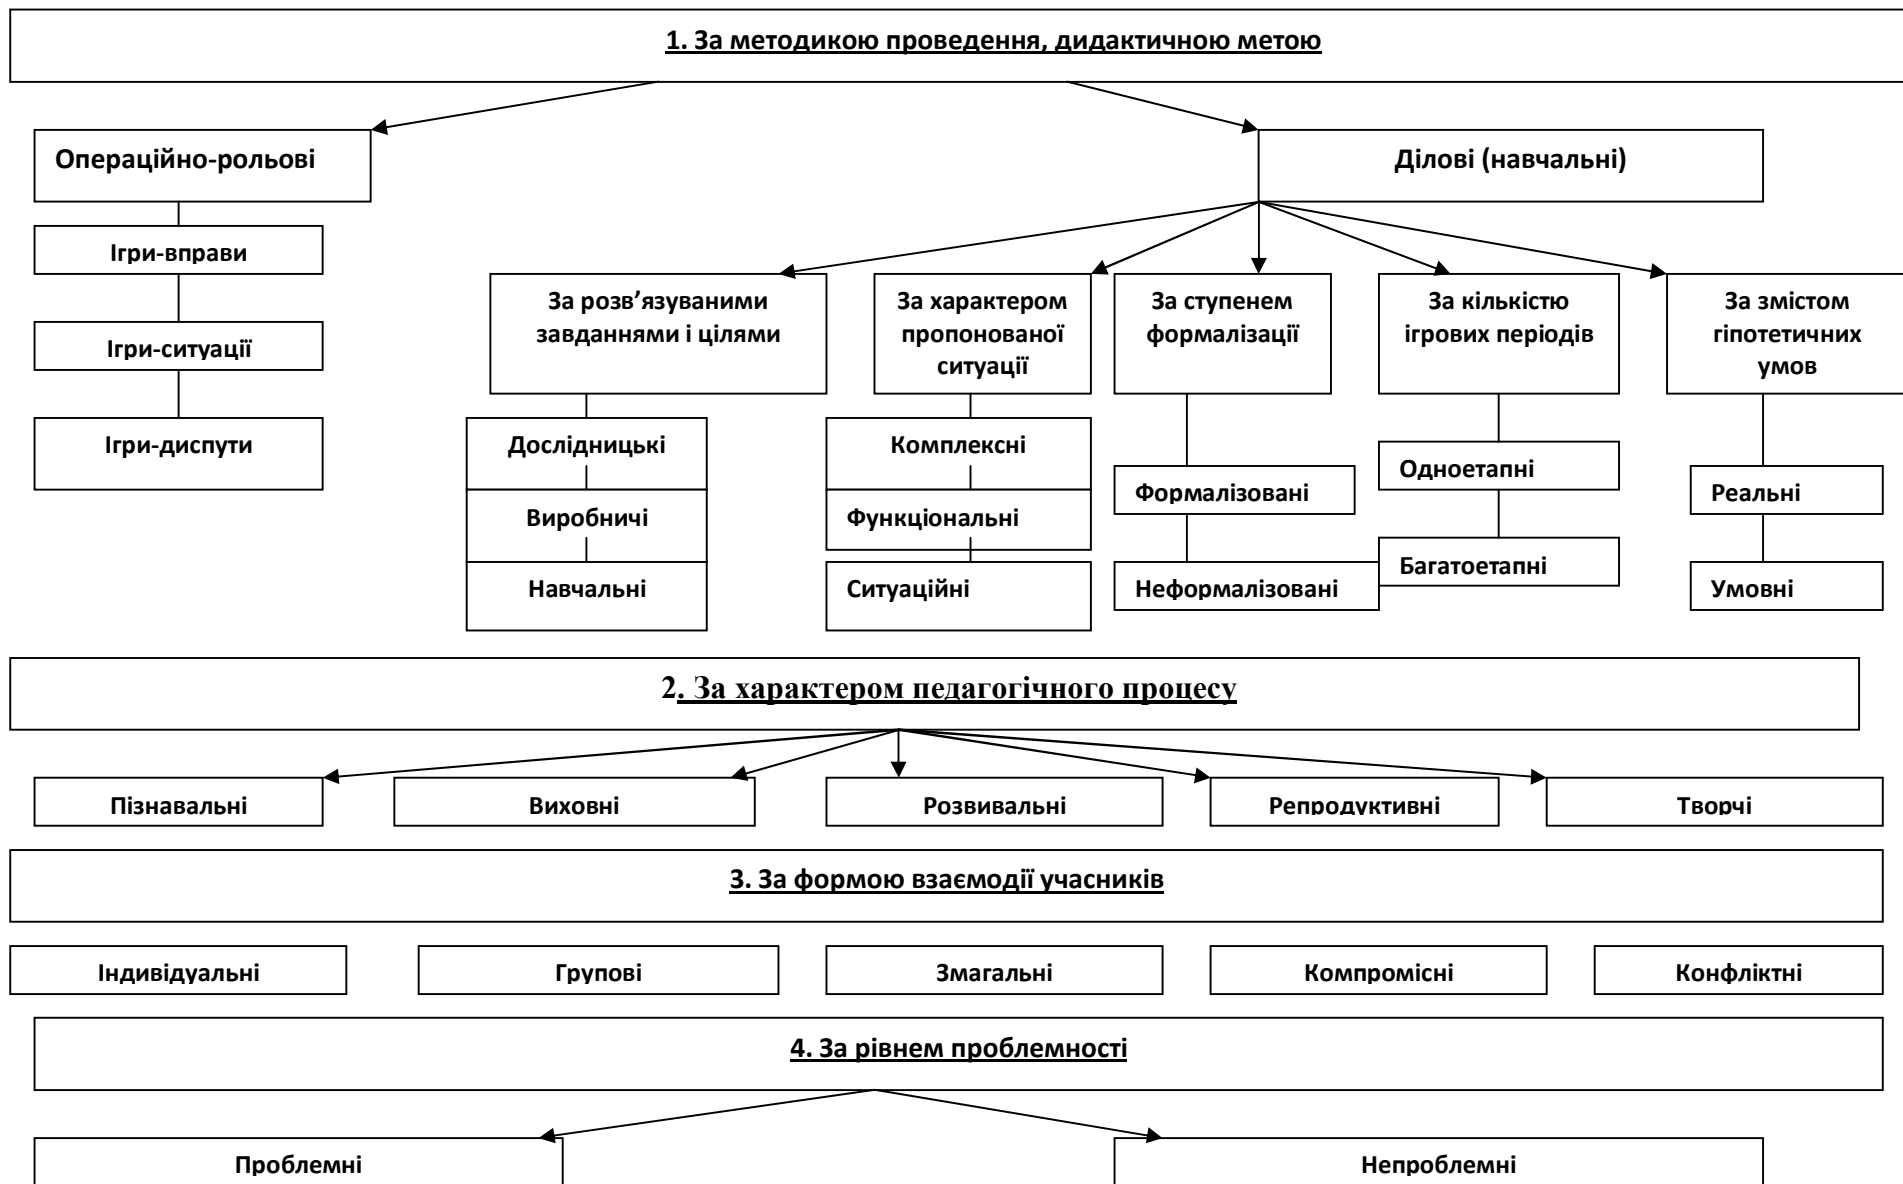 1. За методикою проведення, дидактичною метою
Операційно-рольові
Ділові (навчальні)
Ігри-вправи
Ігри-ситуації
Ігри-диспути
За розв’язуваними
завданнями і цілями
За характером
пропонованої
ситуації
За ступенем
формалізації
За кількістю
ігрових періодів
За змістом
гіпотетичних
умов
Дослідницькі
Виробничі
Навчальні
Комплексні
Функціональні
Ситуаційні
Формалізовані
Неформалізовані
Одноетапні
Багатоетапні
Реальні
Умовні
2. За характером педагогічного процесу
Пізнавальні
Виховні
Розвивальні
Репродуктивні
Творчі
3. За формою взаємодії учасників
Індивідуальні
Групові
Змагальні
Компромісні
Конфліктні
4. За рівнем проблемності
Проблемні
Непроблемні